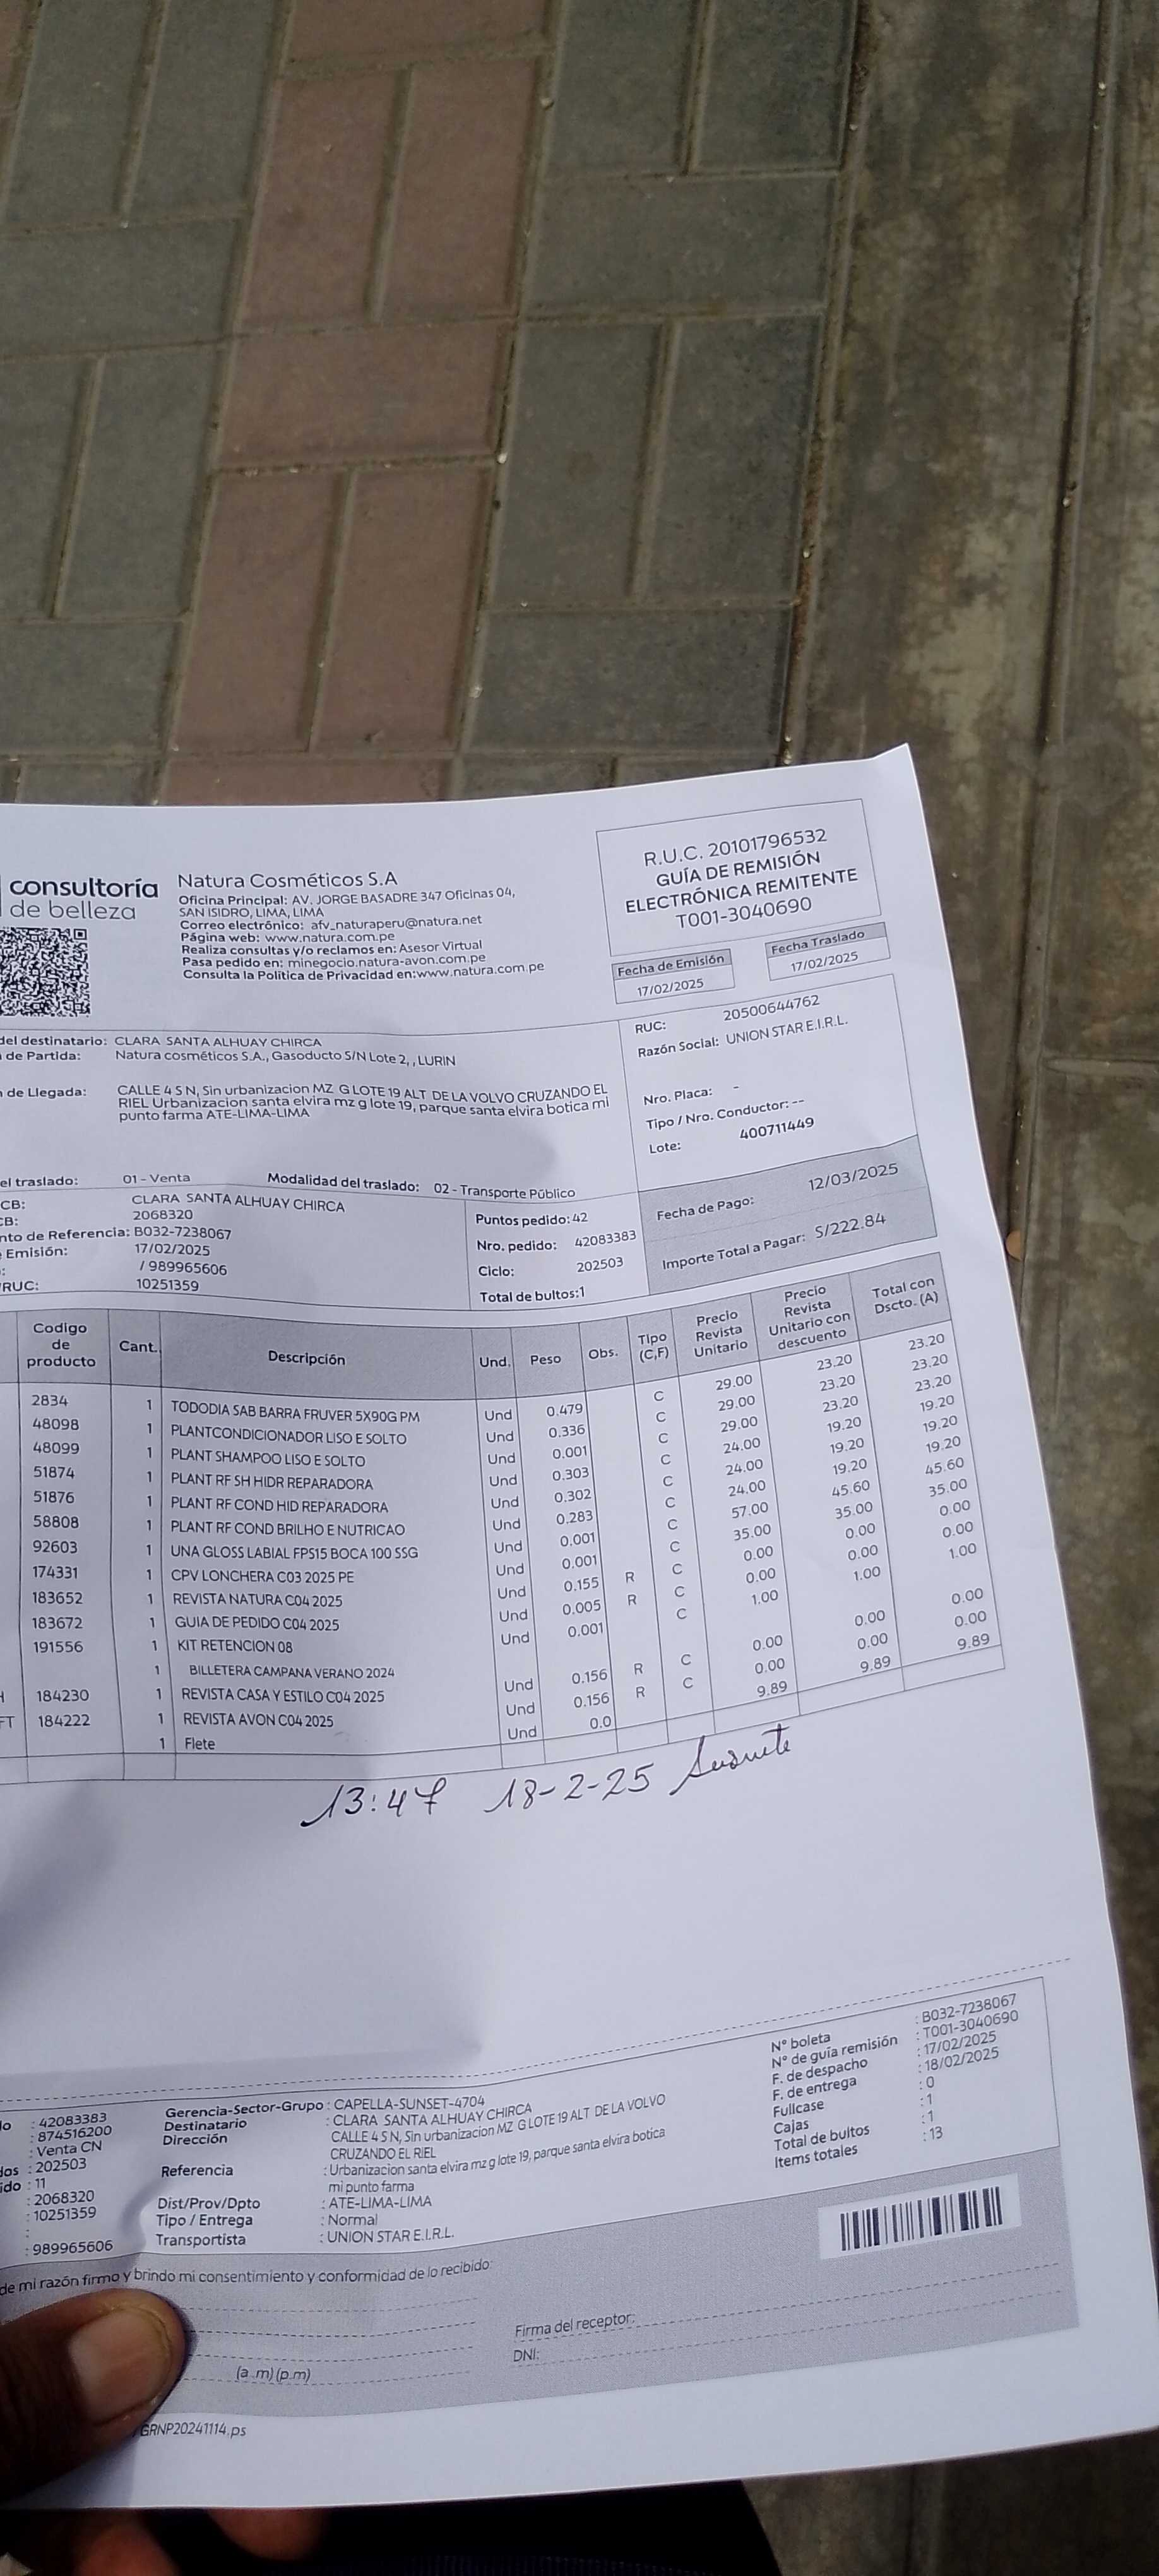 consultoría
de belleza
Natura Cosméticos S.A
Oficina Principal: AV. JORGE BASADRE 347 Oficinas 04,
SAN ISIDRO, LIMA, LIMA
Correo electrónico: afv_naturaperu@natura.net
Página web: www.natura.com.pe
Realiza consultas y/o reclamos en: Asesor Virtual
Pasa pedido en: minegocio.natura-avon.com.pe
Consulta la Política de Privacidad en:www.natura.com.pe
R.U.C. 20101796532
GUÍA DE REMISIÓN
ELECTRÓNICA REMITENTE
T001-3040690
Fecha de Emisión
17/02/2025
Fecha Traslado
17/02/2025
del destinatario: CLARA SANTA ALHUAY CHIRCA
de Partida: Natura cosméticos S.A., Gasoducto S/N Lote 2, , LURIN
de Llegada: CALLE 4 S N, Sin urbanizacion MZ G LOTE 19 ALT DE LA VOLVO CRUZANDO EL
RIEL Urbanizacion santa elvira mz g lote 19, parque santa elvira botica mi
punto farma ATE-LIMA-LIMA
RUC: 20500644762
Razón Social: UNION STAR E.I.R.L.
Nro. Placa: -
Tipo / Nro. Conductor: --
Lote: 400711449
el traslado: 01 - Venta Modalidad del traslado: 02 - Transporte Público
CB: CLARA SANTA ALHUAY CHIRCA
CB: 2068320
nto de Referencia: B032-7238067
Emisión: 17/02/2025
: / 989965606
/RUC: 10251359
Puntos pedido: 42
Nro. pedido: 42083383
Ciclo: 202503
Total de bultos:1
Fecha de Pago: 12/03/2025
Importe Total a Pagar: S/222.84
Codigo de producto Cant. Descripción Und. Peso Obs. Tipo (C,F) Precio Revista Unitario Precio Revista Unitario con descuento Total con Dscto. (A)
2834 1 TODODIA SAB BARRA FRUVER 5X90G PM Und 0.479 C 29.00 23.20 23.20
48098 1 PLANTCONDICIONADOR LISO E SOLTO Und 0.336 C 29.00 23.20 23.20
48099 1 PLANT SHAMPOO LISO E SOLTO Und 0.001 C 29.00 23.20 23.20
51874 1 PLANT RF SH HIDR REPARADORA Und 0.303 C 24.00 19.20 19.20
51876 1 PLANT RF COND HID REPARADORA Und 0.302 C 24.00 19.20 19.20
58808 1 PLANT RF COND BRILHO E NUTRICAO Und 0.283 C 24.00 19.20 19.20
92603 1 UNA GLOSS LABIAL FPS15 BOCA 100 SSG Und 0.001 C 57.00 45.60 45.60
174331 1 CPV LONCHERA C03 2025 PE Und 0.001 C 35.00 35.00 35.00
183652 1 REVISTA NATURA C04 2025 Und 0.155 R C 0.00 0.00 0.00
183672 1 GUIA DE PEDIDO C04 2025 Und 0.005 R C 0.00 0.00 0.00
191556 1 KIT RETENCION 08 Und 0.001 C 1.00 1.00 1.00
1 BILLETERA CAMPANA VERANO 2024
184230 1 REVISTA CASA Y ESTILO C04 2025 Und 0.156 R C 0.00 0.00 0.00
FT 184222 1 REVISTA AVON C04 2025 Und 0.156 R C 0.00 0.00 0.00
1 Flete Und 0.0 9.89 9.89 9.89
13:47 18-2-25
do : 42083383
: 874516200
: Venta CN
dos : 202503
ido : 11
: 2068320
: 10251359
:
: 989965606
Gerencia-Sector-Grupo : CAPELLA-SUNSET-4704
Destinatario : CLARA SANTA ALHUAY CHIRCA
Dirección : CALLE 4 S N, Sin urbanizacion MZ G LOTE 19 ALT DE LA VOLVO
CRUZANDO EL RIEL
Referencia : Urbanizacion santa elvira mz g lote 19, parque santa elvira botica
mi punto farma
Dist/Prov/Dpto : ATE-LIMA-LIMA
Tipo / Entrega : Normal
Transportista : UNION STAR E.I.R.L.
N° boleta : B032-7238067
N° de guía remisión : T001-3040690
F. de despacho : 17/02/2025
F. de entrega : 18/02/2025
Fullcase : 0
Cajas : 1
Total de bultos : 1
Items totales : 13
de mi razón firmo y brindo mi consentimiento y conformidad de lo recibido:
Firma del receptor:
DNI:
(a.m) (p.m)
GRNP20241114.ps